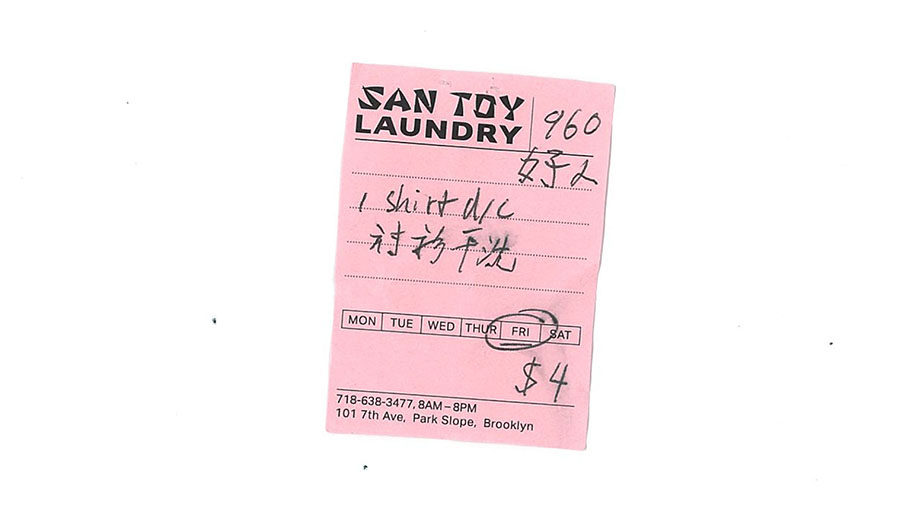 SAN TOY
LAUNDRY
960
好人
1 shirt d/c
衬衫干洗
MON TUE WED THUR FRI SAT
$4
718-638-3477, 8AM – 8PM
101 7th Ave, Park Slope, Brooklyn